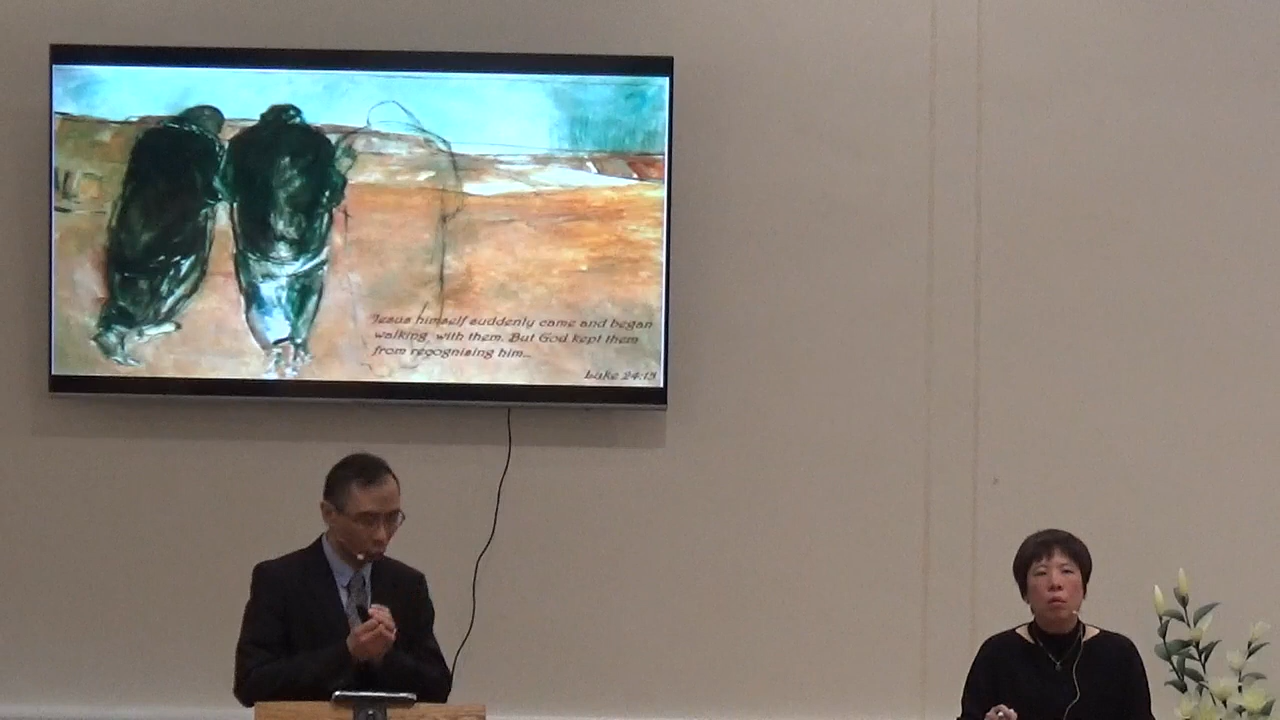 Jesus himself suddenly came and began
walking with them. But God kept them
from recognising him...
Luke 24:15